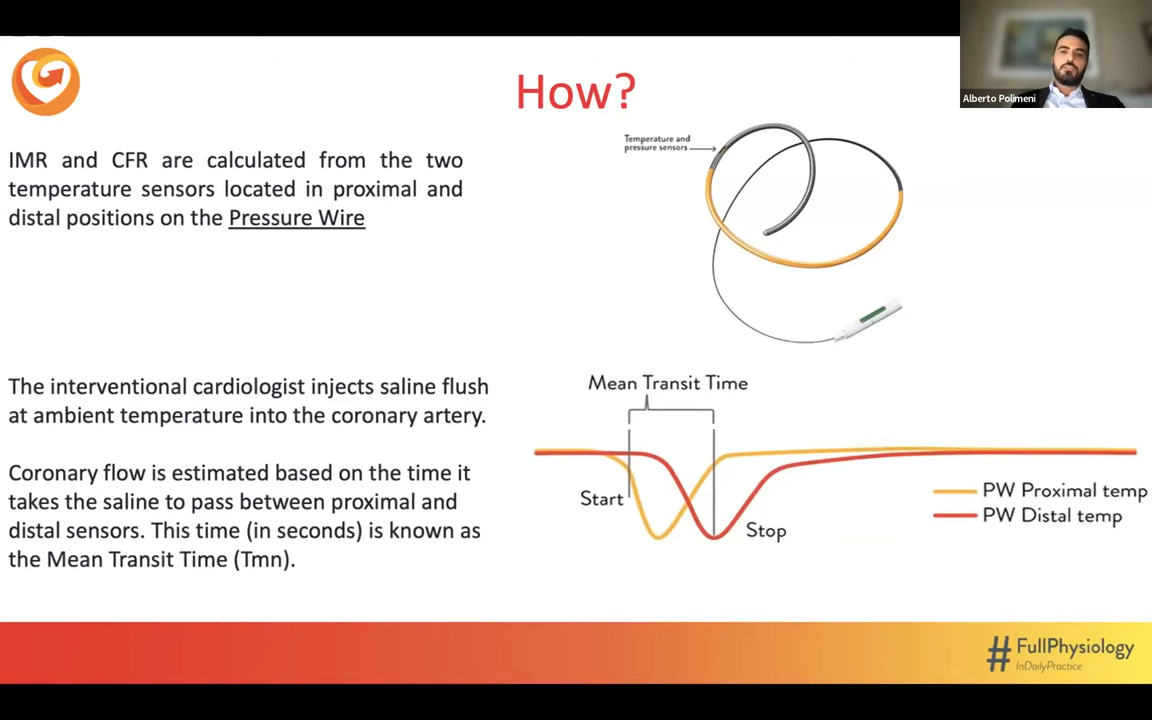 How?
Alberto Polimeni
IMR and CFR are calculated from the two
temperature sensors located in proximal and
distal positions on the Pressure Wire
Temperature and
pressure sensors
The interventional cardiologist injects saline flush
at ambient temperature into the coronary artery.
Coronary flow is estimated based on the time it
takes the saline to pass between proximal and
distal sensors. This time (in seconds) is known as
the Mean Transit Time (Tmn).
Mean Transit Time
Start
Stop
PW Proximal temp
PW Distal temp
#FullPhysiology
InDailyPractice